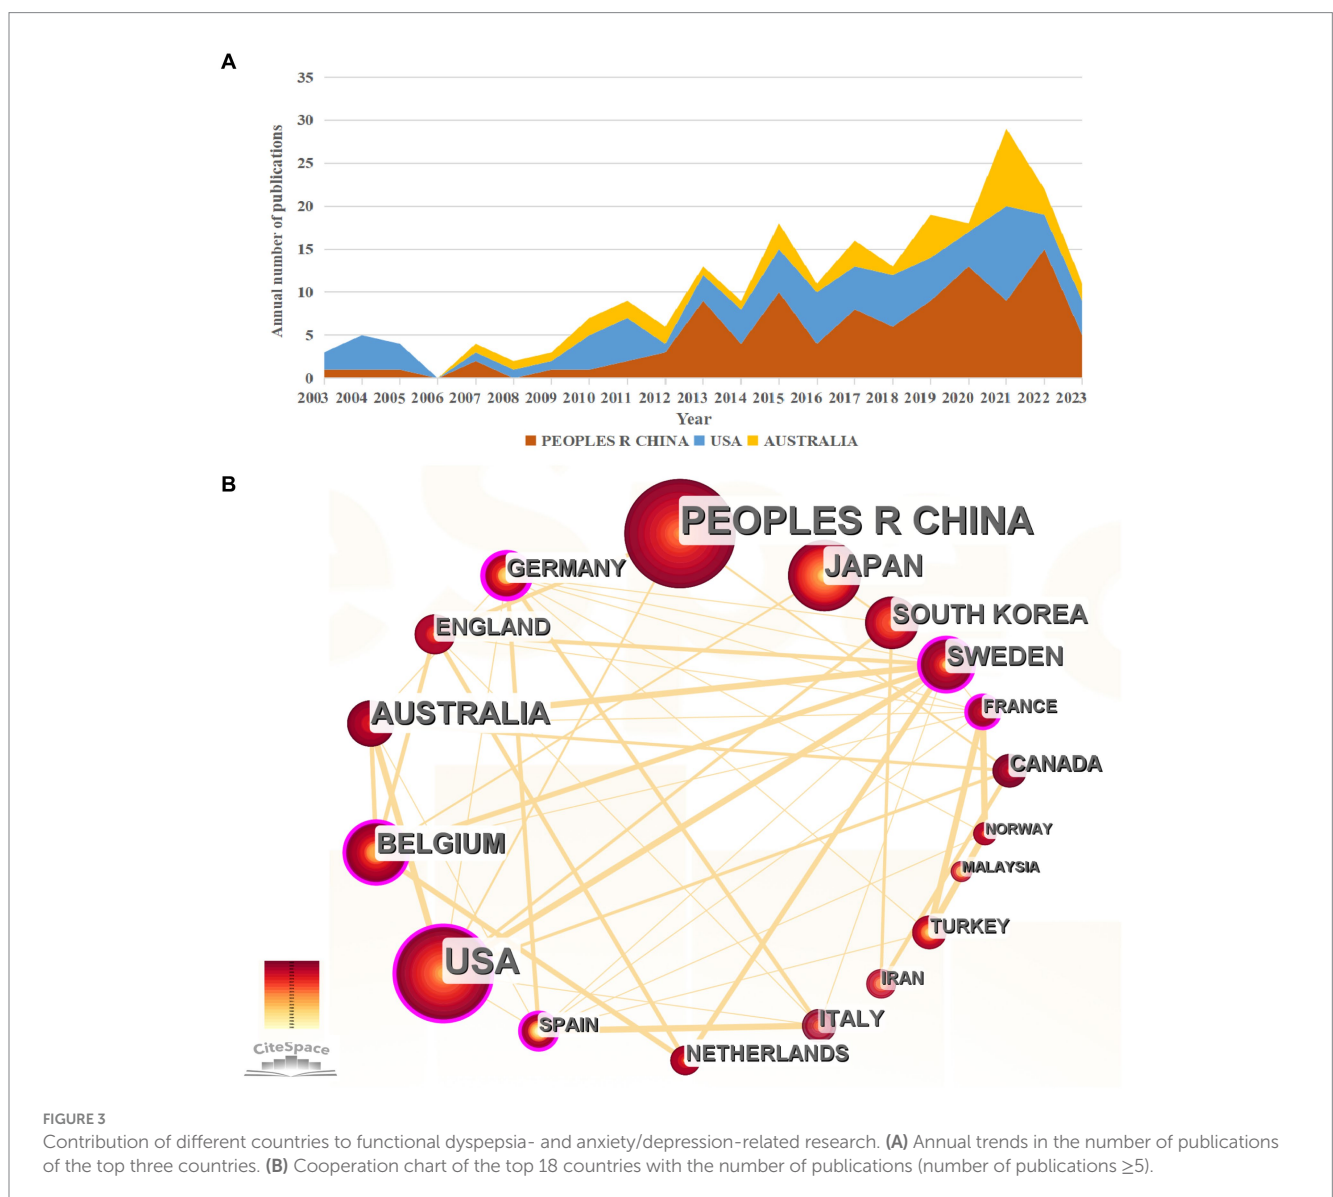 A
35
30
25
20
15
10
5
0
Annual number of publications
2003 2004 2005 2006 2007 2008 2009 2010 2011 2012 2013 2014 2015 2016 2017 2018 2019 2020 2021 2022 2023
Year
PEOPLES R CHINA USA AUSTRALIA
B
PEOPLES R CHINA
GERMANY
JAPAN
SOUTH KOREA
ENGLAND
SWEDEN
FRANCE
AUSTRALIA
CANADA
NORWAY
BELGIUM
MALAYSIA
TURKEY
USA
IRAN
ITALY
SPAIN
NETHERLANDS
CiteSpace
FIGURE 3
Contribution of different countries to functional dyspepsia- and anxiety/depression-related research. (A) Annual trends in the number of publications
of the top three countries. (B) Cooperation chart of the top 18 countries with the number of publications (number of publications ≥5).